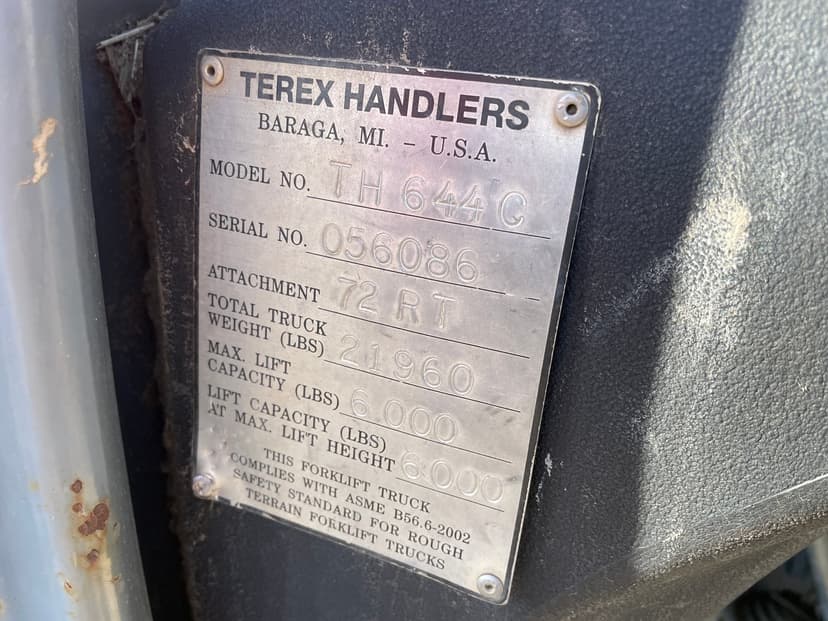 TEREX HANDLERS
BARAGA, MI. - U.S.A.
MODEL NO. TH 644 C
SERIAL NO. 056086
ATTACHMENT 72 RT
TOTAL TRUCK
WEIGHT (LBS) 21960
MAX. LIFT
CAPACITY (LBS) 6.000
LIFT CAPACITY (LBS)
AT MAX. LIFT HEIGHT 6000
THIS FORKLIFT TRUCK
COMPLIES WITH ASME B56.6-2002
SAFETY STANDARD FOR ROUGH
TERRAIN FORKLIFT TRUCKS